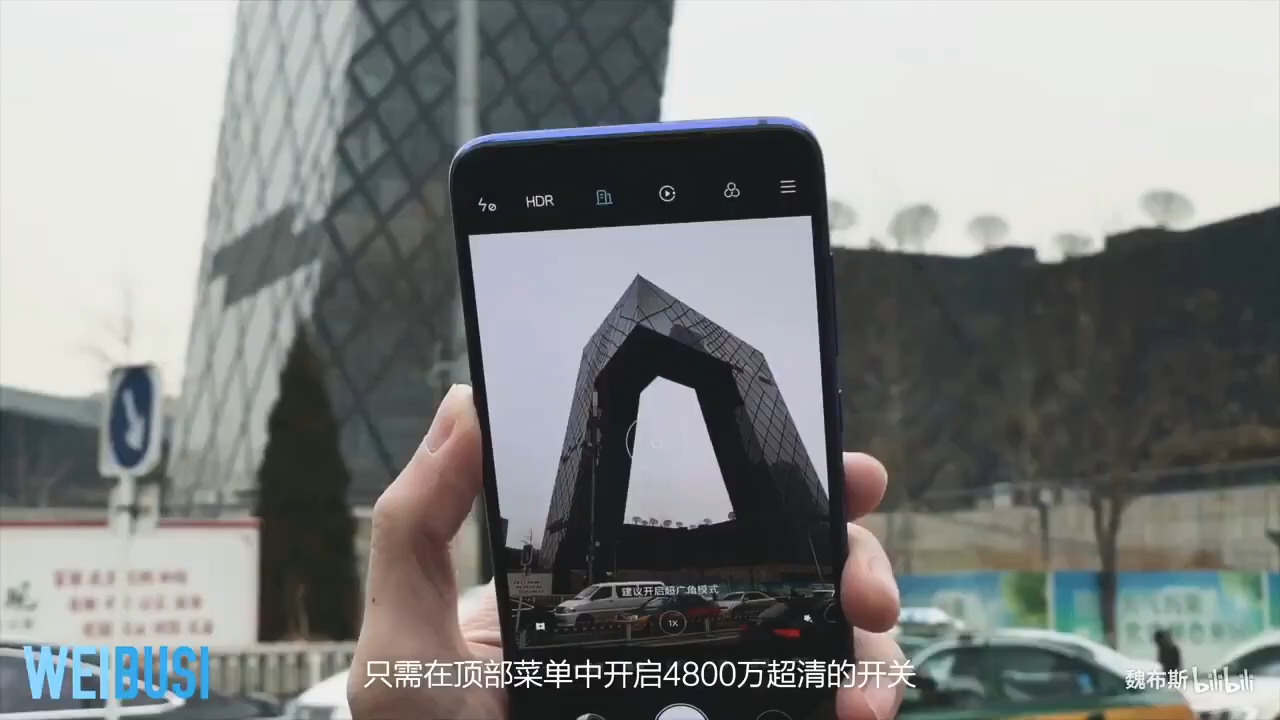 HDR
建议开启超广角模式
1X
只需在顶部菜单中开启4800万超清的开关
WEIBUSI
魏布斯 bilibili